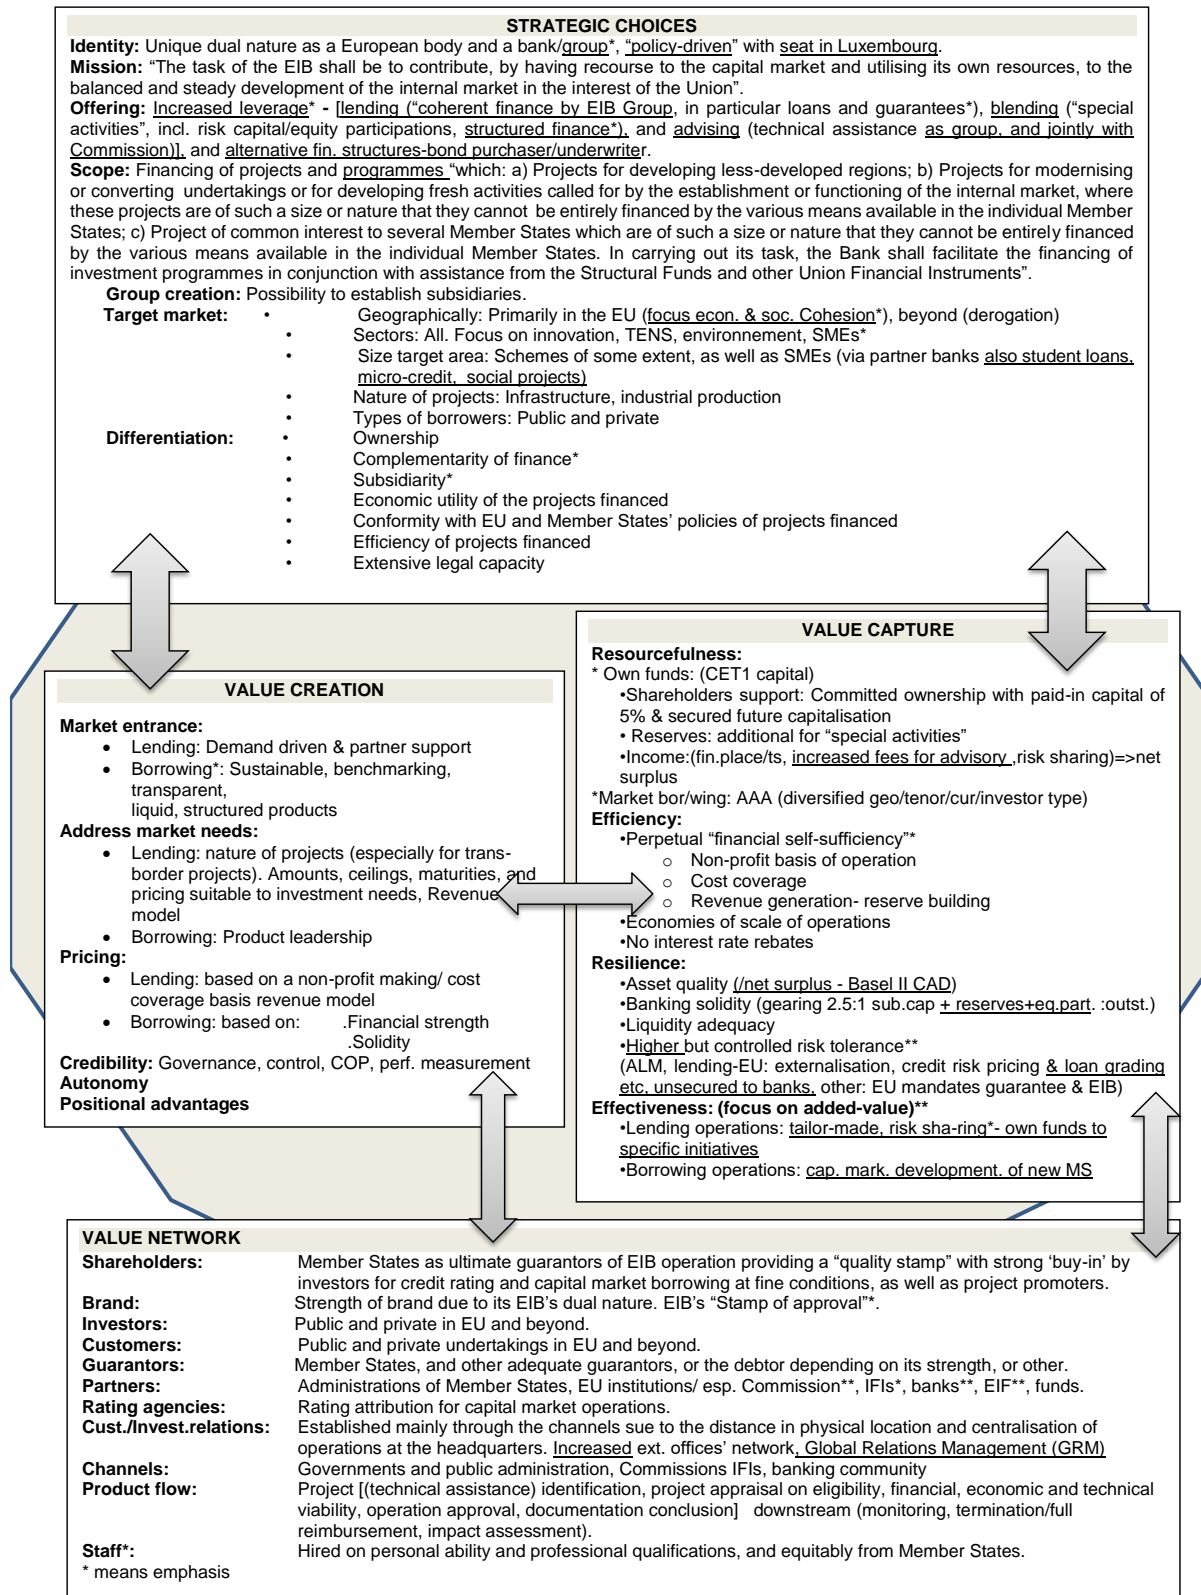 STRATEGIC CHOICES
Identity: Unique dual nature as a European body and a bank/group*, “policy-driven” with seat in Luxembourg.
Mission: “The task of the EIB shall be to contribute, by having recourse to the capital market and utilising its own resources, to the
balanced and steady development of the internal market in the interest of the Union”.
Offering: Increased leverage* - [lending (“coherent finance by EIB Group, in particular loans and guarantees*), blending (“special
activities”, incl. risk capital/equity participations, structured finance*), and advising (technical assistance as group, and jointly with
Commission)], and alternative fin. structures-bond purchaser/underwriter.
Scope: Financing of projects and programmes “which: a) Projects for developing less-developed regions; b) Projects for modernising
or converting undertakings or for developing fresh activities called for by the establishment or functioning of the internal market, where
these projects are of such a size or nature that they cannot be entirely financed by the various means available in the individual Member
States; c) Project of common interest to several Member States which are of such a size or nature that they cannot be entirely financed
by the various means available in the individual Member States. In carrying out its task, the Bank shall facilitate the financing of
investment programmes in conjunction with assistance from the Structural Funds and other Union Financial Instruments”.
Group creation: Possibility to establish subsidiaries.
Target market: • Geographically: Primarily in the EU (focus econ. & soc. Cohesion*), beyond (derogation)
• Sectors: All. Focus on innovation, TENS, environnement, SMEs*
• Size target area: Schemes of some extent, as well as SMEs (via partner banks also student loans,
micro-credit, social projects)
• Nature of projects: Infrastructure, industrial production
• Types of borrowers: Public and private
Differentiation: • Ownership
• Complementarity of finance*
• Subsidiarity*
• Economic utility of the projects financed
• Conformity with EU and Member States’ policies of projects financed
• Efficiency of projects financed
• Extensive legal capacity
VALUE CREATION
Market entrance:
• Lending: Demand driven & partner support
• Borrowing*: Sustainable, benchmarking,
transparent,
liquid, structured products
Address market needs:
• Lending: nature of projects (especially for trans-
border projects). Amounts, ceilings, maturities, and
pricing suitable to investment needs, Revenue
model
• Borrowing: Product leadership
Pricing:
• Lending: based on a non-profit making/ cost
coverage basis revenue model
• Borrowing: based on: .Financial strength
.Solidity
Credibility: Governance, control, COP, perf. measurement
Autonomy
Positional advantages
VALUE CAPTURE
Resourcefulness:
* Own funds: (CET1 capital)
•Shareholders support: Committed ownership with paid-in capital of
5% & secured future capitalisation
• Reserves: additional for “special activities”
•Income:(fin.place/ts, increased fees for advisory ,risk sharing)=>net
surplus
*Market bor/wing: AAA (diversified geo/tenor/cur/investor type)
Efficiency:
•Perpetual “financial self-sufficiency”*
o Non-profit basis of operation
o Cost coverage
o Revenue generation- reserve building
•Economies of scale of operations
•No interest rate rebates
Resilience:
•Asset quality (/net surplus - Basel II CAD)
•Banking solidity (gearing 2.5:1 sub.cap + reserves+eq.part. :outst.)
•Liquidity adequacy
•Higher but controlled risk tolerance**
(ALM, lending-EU: externalisation, credit risk pricing & loan grading
etc, unsecured to banks, other: EU mandates guarantee & EIB)
Effectiveness: (focus on added-value)**
•Lending operations: tailor-made, risk sha-ring*- own funds to
specific initiatives
•Borrowing operations: cap. mark. development. of new MS
VALUE NETWORK
Shareholders: Member States as ultimate guarantors of EIB operation providing a “quality stamp” with strong ‘buy-in’ by
investors for credit rating and capital market borrowing at fine conditions, as well as project promoters.
Brand: Strength of brand due to its EIB’s dual nature. EIB’s “Stamp of approval”*.
Investors: Public and private in EU and beyond.
Customers: Public and private undertakings in EU and beyond.
Guarantors: Member States, and other adequate guarantors, or the debtor depending on its strength, or other.
Partners: Administrations of Member States, EU institutions/ esp. Commission**, IFIs*, banks**, EIF**, funds.
Rating agencies: Rating attribution for capital market operations.
Cust./Invest.relations: Established mainly through the channels sue to the distance in physical location and centralisation of
operations at the headquarters. Increased ext. offices’ network, Global Relations Management (GRM)
Channels: Governments and public administration, Commissions IFIs, banking community
Product flow: Project [(technical assistance) identification, project appraisal on eligibility, financial, economic and technical
viability, operation approval, documentation conclusion] downstream (monitoring, termination/full
reimbursement, impact assessment).
Staff*: Hired on personal ability and professional qualifications, and equitably from Member States.
* means emphasis